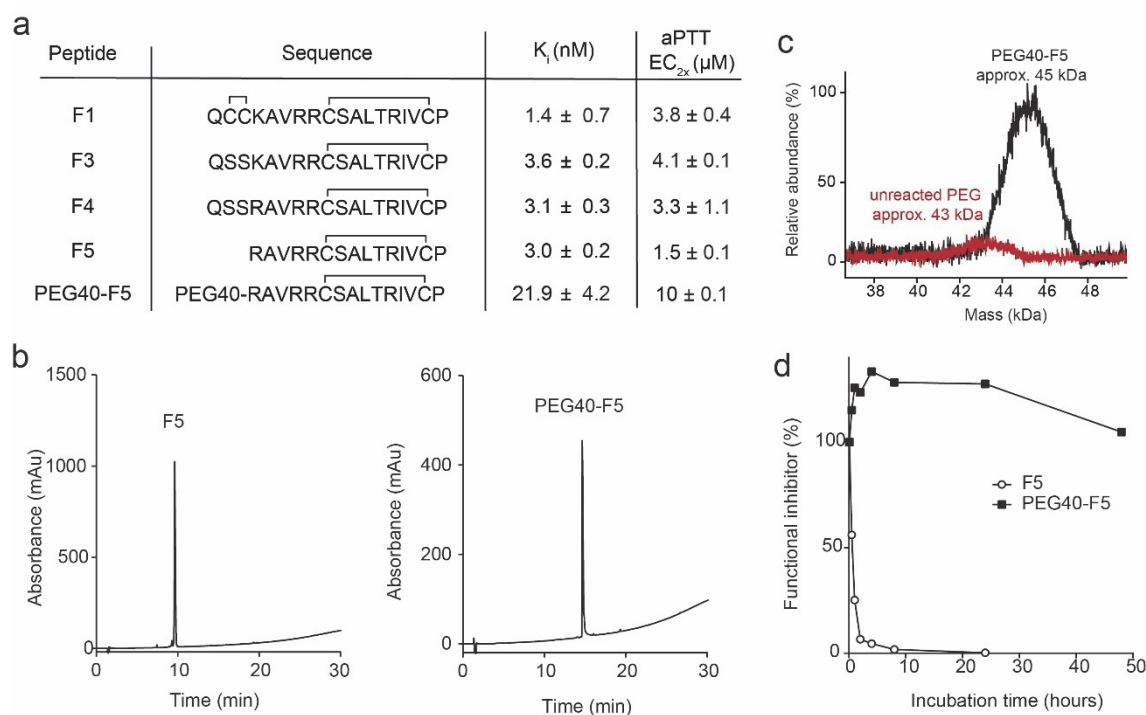 a
Peptide Sequence Kᵢ (nM) aPTT EC₂ₓ (µM)
F1 QCCKAVRRCSALTRIVCP 1.4 ± 0.7 3.8 ± 0.4
F3 QSSKAVRRCSALTRIVCP 3.6 ± 0.2 4.1 ± 0.1
F4 QSSRAVRRCSALTRIVCP 3.1 ± 0.3 3.3 ± 1.1
F5 RAVRRCSALTRIVCP 3.0 ± 0.2 1.5 ± 0.1
PEG40-F5 PEG40-RAVRRCSALTRIVCP 21.9 ± 4.2 10 ± 0.1
b
1500
1000
500
0
Absorbance (mAu)
F5
0 10 20 30
Time (min)
600
400
200
0
Absorbance (mAu)
PEG40-F5
0 10 20 30
Time (min)
c
PEG40-F5
approx. 45 kDa
100
50
0
Relative abundance (%)
unreacted PEG
approx. 43 kDa
38 40 42 44 46 48
Mass (kDa)
d
100
50
0
Functional inhibitor (%)
F5
PEG40-F5
0 10 20 30 40 50
Incubation time (hours)